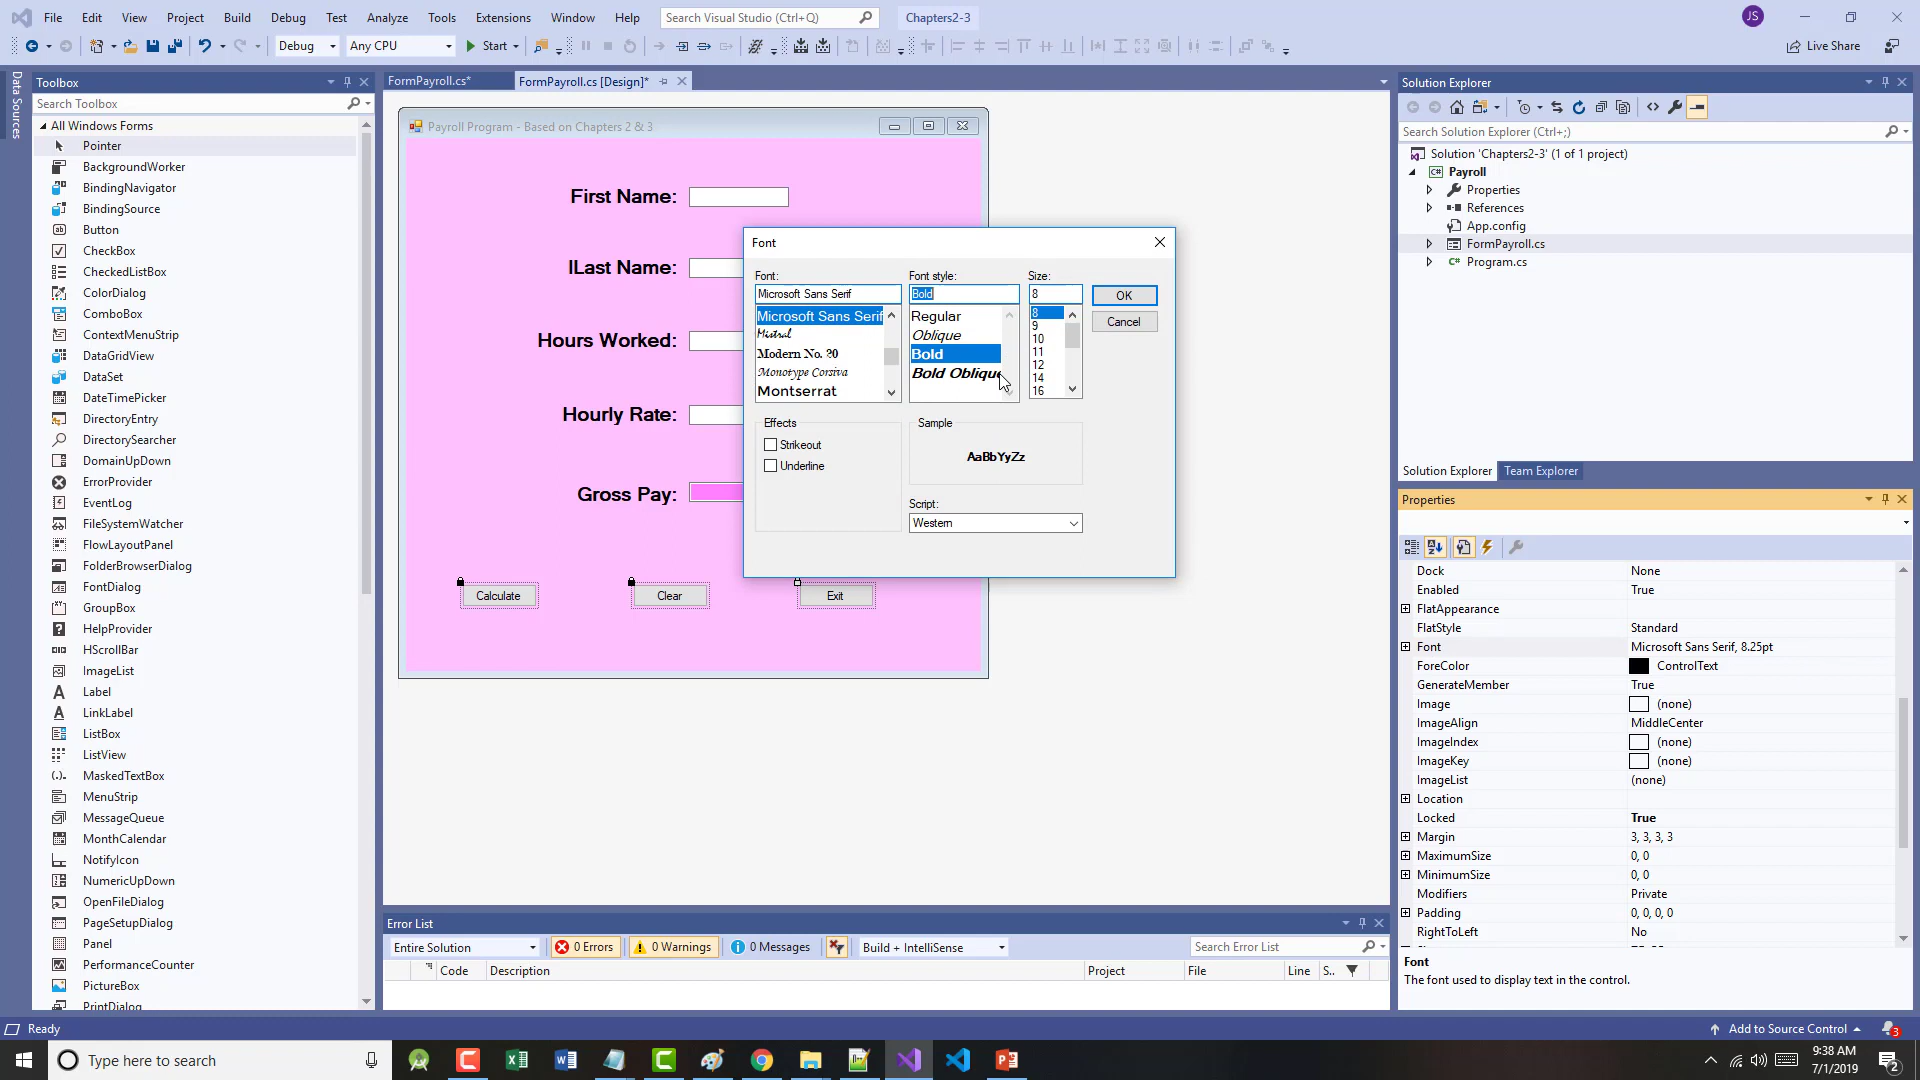 File Edit View Project Build Debug Test Analyze Tools Extensions Window Help Search Visual Studio (Ctrl+Q) Chapters2-3 JS
Debug Any CPU Start Live Share
Data Sources
Toolbox
Search Toolbox
All Windows Forms
Pointer
BackgroundWorker
BindingNavigator
BindingSource
Button
CheckBox
CheckedListBox
ColorDialog
ComboBox
ContextMenuStrip
DataGridView
DataSet
DateTimePicker
DirectoryEntry
DirectorySearcher
DomainUpDown
ErrorProvider
EventLog
FileSystemWatcher
FlowLayoutPanel
FolderBrowserDialog
FontDialog
GroupBox
HelpProvider
HScrollBar
ImageList
Label
LinkLabel
ListBox
ListView
MaskedTextBox
MenuStrip
MessageQueue
MonthCalendar
NotifyIcon
NumericUpDown
OpenFileDialog
PageSetupDialog
Panel
PerformanceCounter
PictureBox
PrintDialog
FormPayroll.cs* FormPayroll.cs [Design]*
Payroll Program - Based on Chapters 2 & 3
First Name:
lLast Name:
Hours Worked:
Hourly Rate:
Gross Pay:
Calculate Clear Exit
Font
Font: Font style: Size:
Microsoft Sans Serif Bold 8 OK
Microsoft Sans Serif
Mistral
Modern No. 20
Monotype Corsiva
Montserrat
Regular
Oblique
Bold
Bold Oblique
8
9
10
11
12
14
16
Cancel
Effects
Strikeout
Underline
Sample
AaBbYyZz
Script:
Western
Error List
Entire Solution 0 Errors 0 Warnings 0 Messages Build + IntelliSense Search Error List
Code Description Project File Line S..
Solution Explorer
Search Solution Explorer (Ctrl+;)
Solution 'Chapters2-3' (1 of 1 project)
C# Payroll
Properties
References
App.config
FormPayroll.cs
C# Program.cs
Solution Explorer Team Explorer
Properties
Dock None
Enabled True
FlatAppearance
FlatStyle Standard
Font Microsoft Sans Serif, 8.25pt
ForeColor ControlText
GenerateMember True
Image (none)
ImageAlign MiddleCenter
ImageIndex (none)
ImageKey (none)
ImageList (none)
Location
Locked True
Margin 3, 3, 3, 3
MaximumSize 0, 0
MinimumSize 0, 0
Modifiers Private
Padding 0, 0, 0, 0
RightToLeft No
Font
The font used to display text in the control.
Ready Add to Source Control 3
Type here to search
9:38 AM
7/1/2019
2